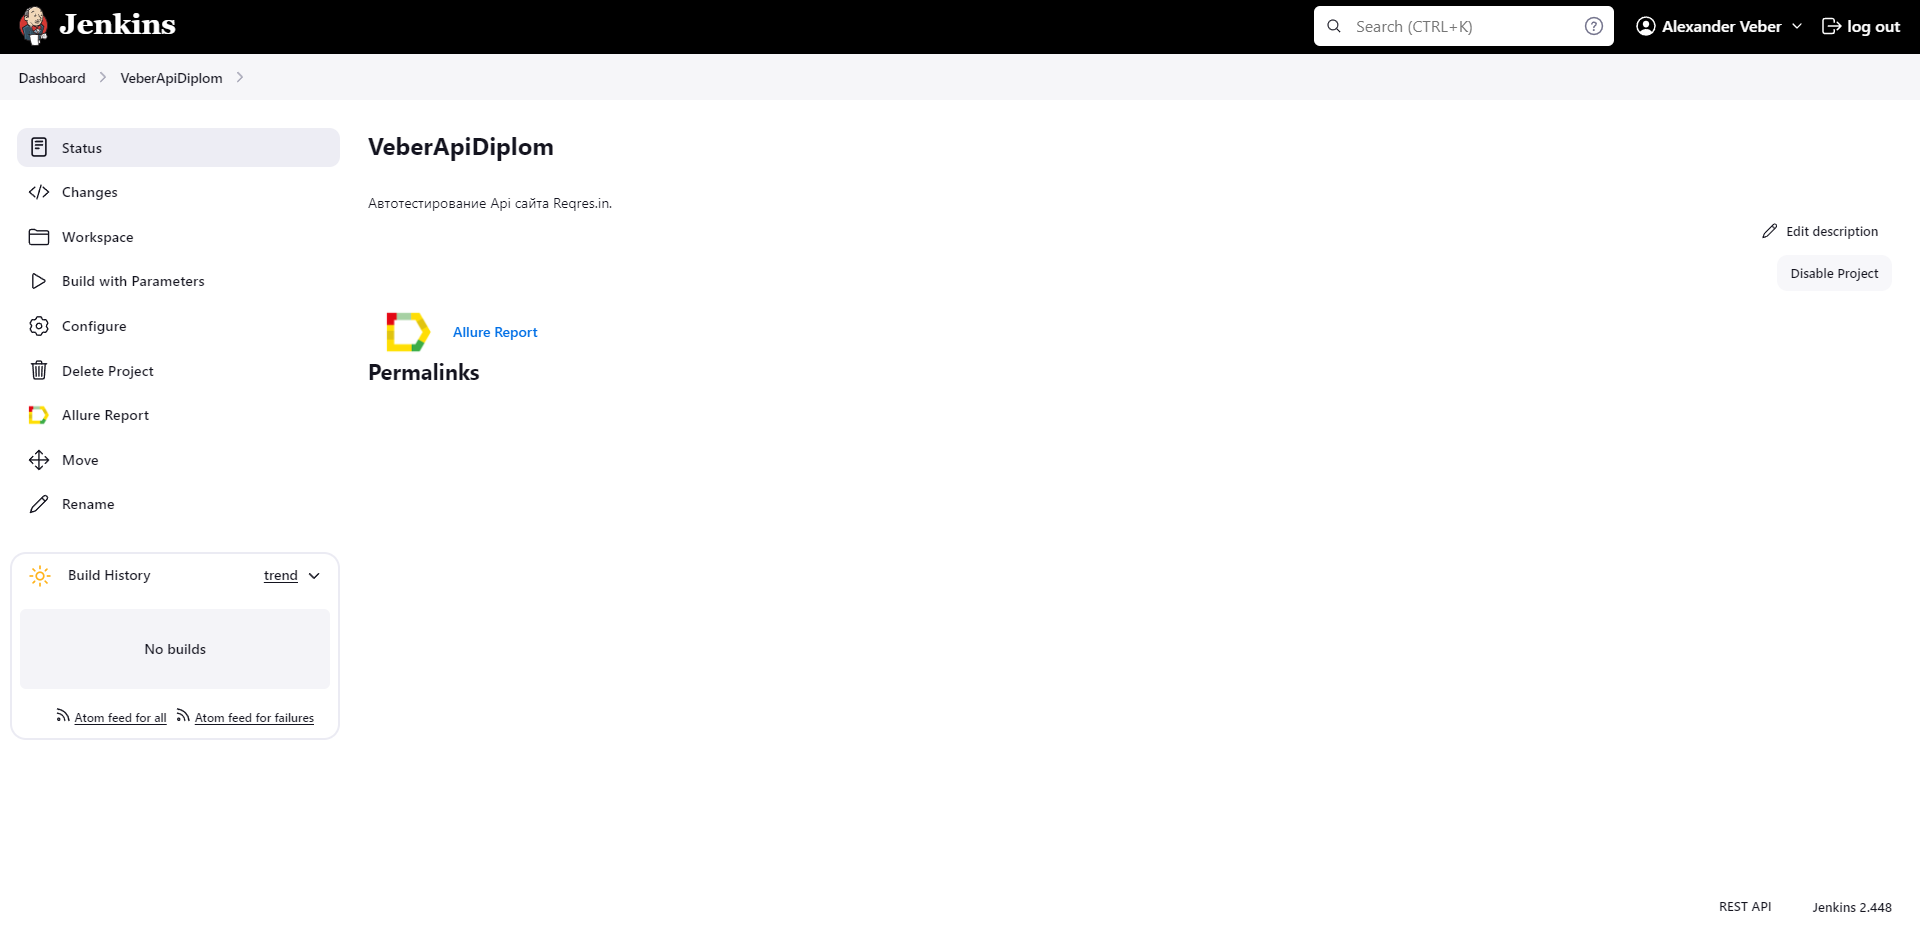 Jenkins
Search (CTRL+K)
Alexander Veber
log out
Dashboard
VeberApiDiplom
Status
Changes
Workspace
Build with Parameters
Configure
Delete Project
Allure Report
Move
Rename
Build History
trend
No builds
Atom feed for all
Atom feed for failures
VeberApiDiplom
Автотестирование Api сайта Reqres.in.
Edit description
Disable Project
Allure Report
Permalinks
REST API
Jenkins 2.448